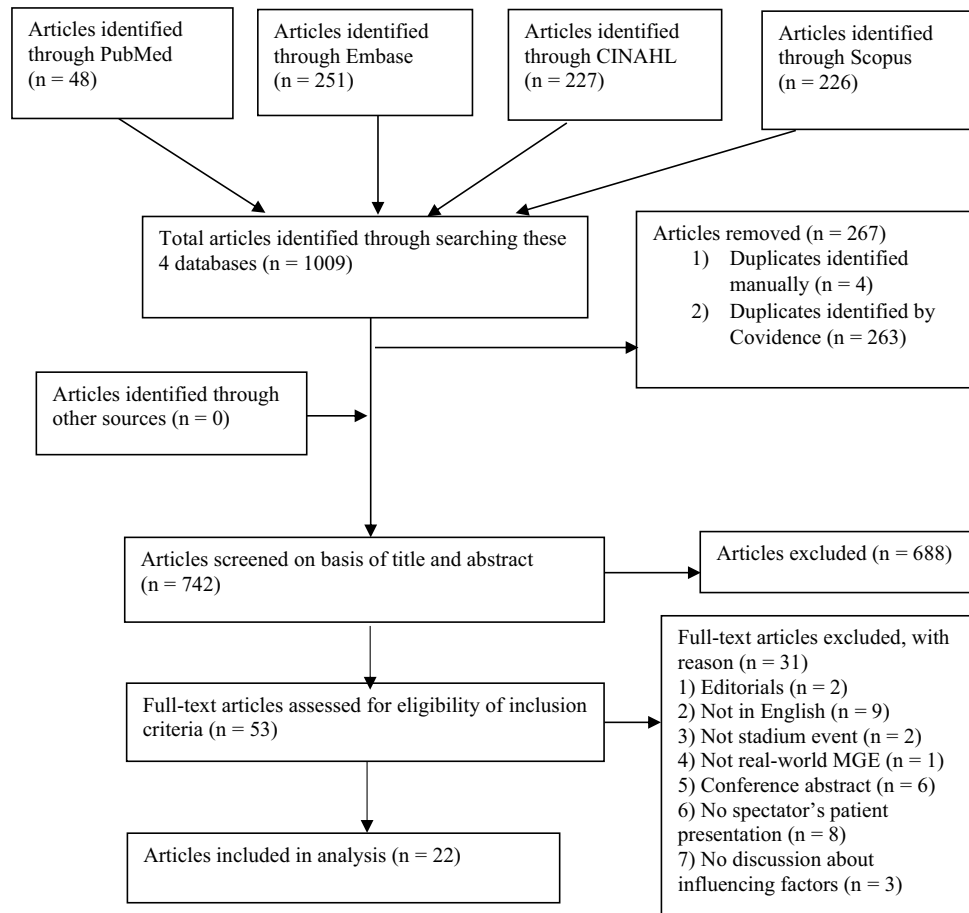 Articles identified
through PubMed
(n = 48)
Articles identified
through Embase
(n = 251)
Articles identified
through CINAHL
(n = 227)
Articles identified
through Scopus
(n = 226)
Total articles identified through searching these
4 databases (n = 1009)
Articles removed (n = 267)
1) Duplicates identified
manually (n = 4)
2) Duplicates identified by
Covidence (n = 263)
Articles identified through
other sources (n = 0)
Articles screened on basis of title and abstract
(n = 742)
Articles excluded (n = 688)
Full-text articles assessed for eligibility of inclusion
criteria (n = 53)
Full-text articles excluded, with
reason (n = 31)
1) Editorials (n = 2)
2) Not in English (n = 9)
3) Not stadium event (n = 2)
4) Not real-world MGE (n = 1)
5) Conference abstract (n = 6)
6) No spectator's patient
presentation (n = 8)
7) No discussion about
influencing factors (n = 3)
Articles included in analysis (n = 22)